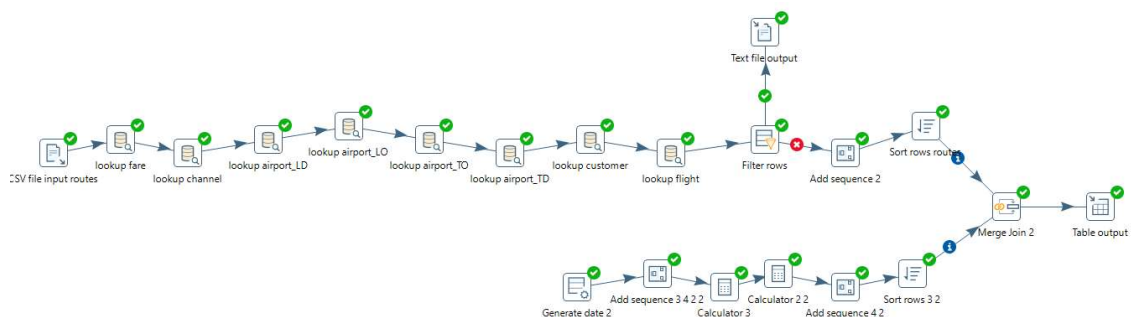 Text file output
CSV file input routes
lookup fare
lookup channel
lookup airport_LD
lookup airport_LO
lookup airport_TO
lookup airport_TD
lookup customer
lookup flight
Filter rows
Add sequence 2
Sort rows routes
Merge Join 2
Table output
Generate date 2
Add sequence 3 4 2 2
Calculator 3
Calculator 2 2
Add sequence 4 2
Sort rows 3 2